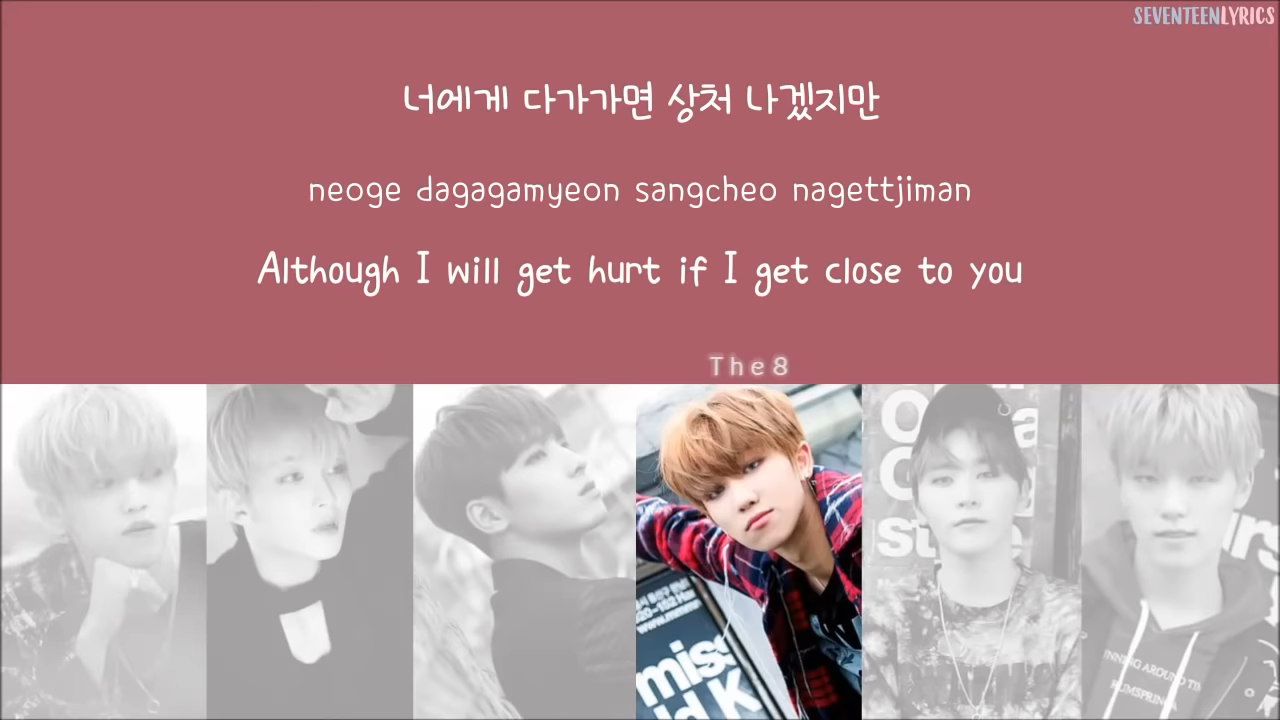 SEVENTEENLYRICS
너에게 다가가면 상처 나겠지만
neoge dagagamyeon sangcheo nagettjiman
Although I will get hurt if I get close to you
The8